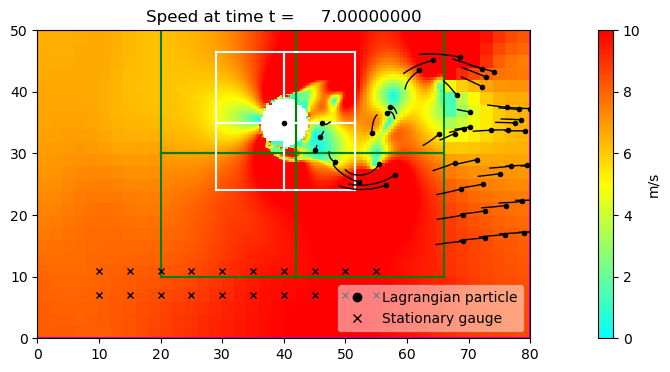 Speed at time t = 7.00000000
50
40
30
20
10
0
0 10 20 30 40 50 60 70 80
Lagrangian particle
Stationary gauge
10
8
6
4
2
0
m/s